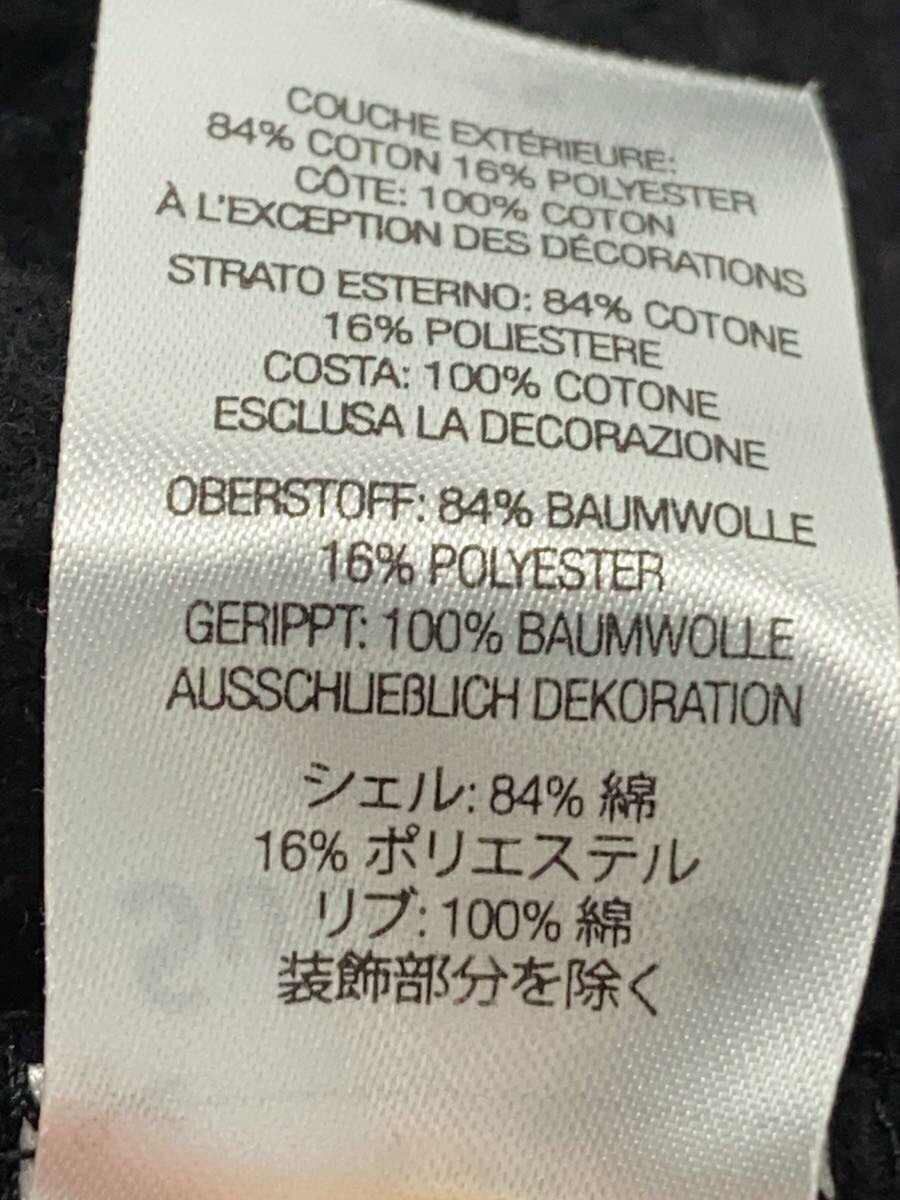 COUCHE EXTÉRIEURE:
84% COTON 16% POLYESTER
CÔTE: 100% COTON
À L'EXCEPTION DES DÉCORATIONS
STRATO ESTERNO: 84% COTONE
16% POLIESTERE
COSTA: 100% COTONE
ESCLUSA LA DECORAZIONE
OBERSTOFF: 84% BAUMWOLLE
16% POLYESTER
GERIPPT: 100% BAUMWOLLE
AUSSCHLIEßLICH DEKORATION
シェル: 84% 綿
16% ポリエステル
リブ: 100% 綿
装飾部分を除く